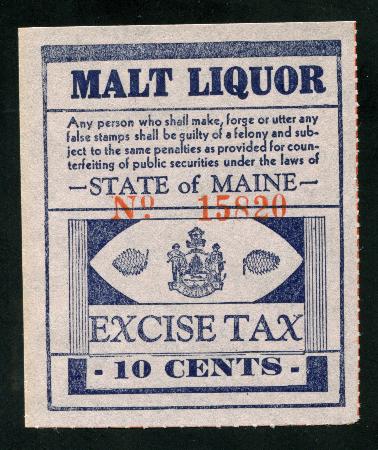 MALT LIQUOR
Any person who shall make, forge or utter any
false stamps shall be guilty of a felony and sub-
ject to the same penalties as provided for coun-
terfeiting of public securities under the laws of
—STATE of MAINE—
Nº 15820
EXCISE TAX
- 10 CENTS -